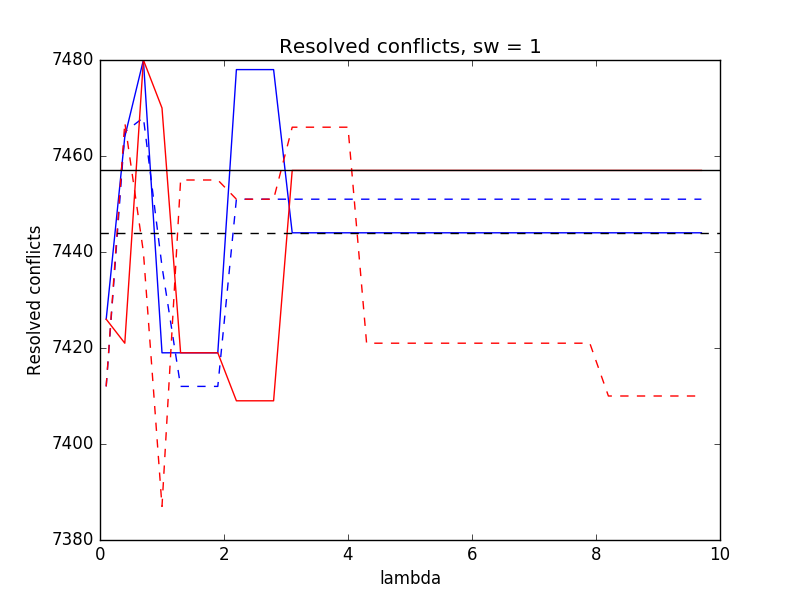 Resolved conflicts, sw = 1
7480
7460
7440
7420
7400
7380
Resolved conflicts
0 2 4 6 8 10
lambda